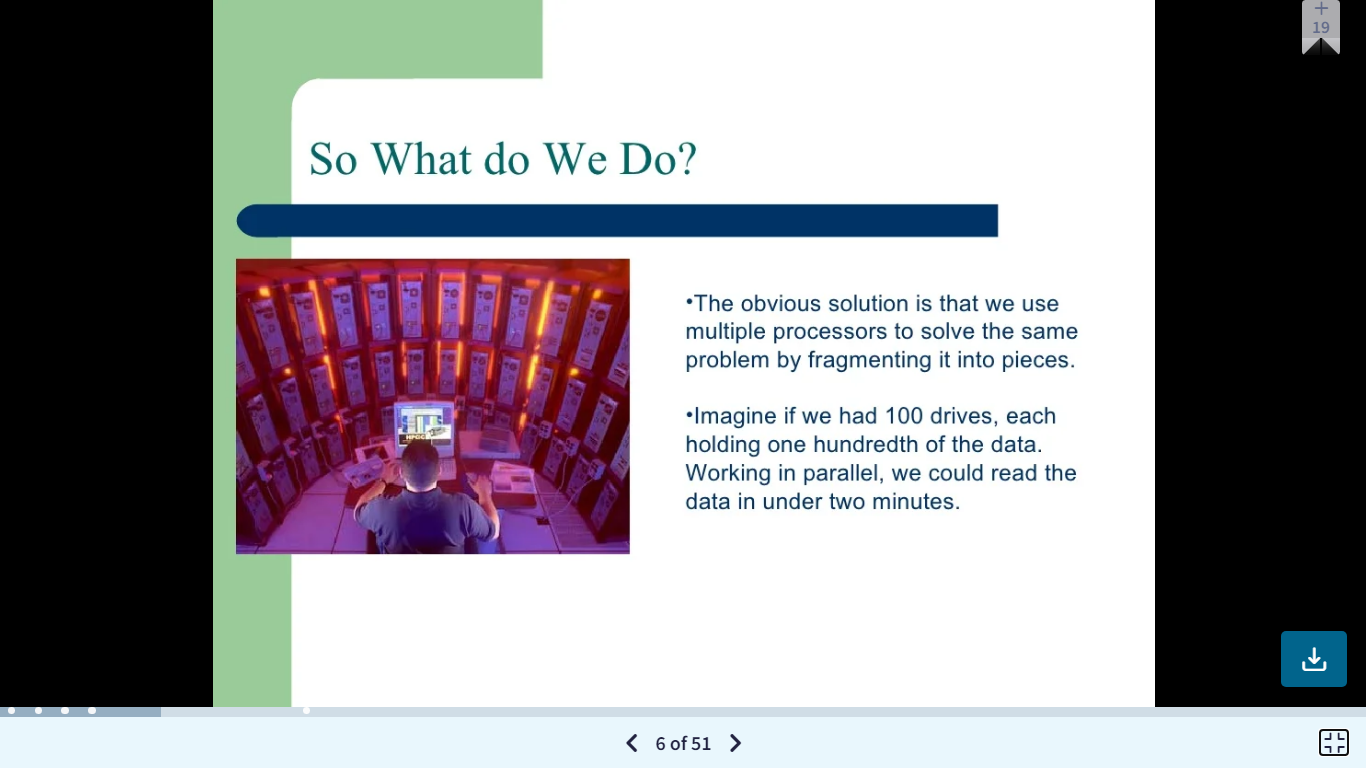 +
19
So What do We Do?
•The obvious solution is that we use
multiple processors to solve the same
problem by fragmenting it into pieces.
•Imagine if we had 100 drives, each
holding one hundredth of the data.
Working in parallel, we could read the
data in under two minutes.
6 of 51